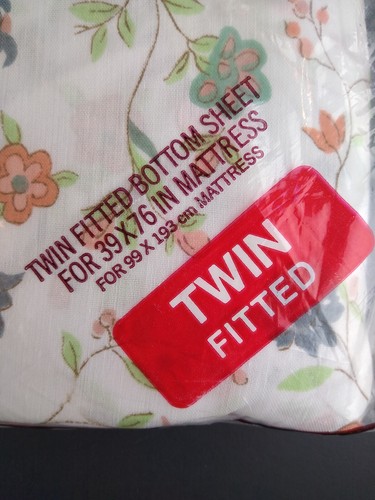 TWIN FITTED BOTTOM SHEET
FOR 39 X 76 IN MATTRESS
FOR 99 X 193 cm MATTRESS
TWIN
FITTED